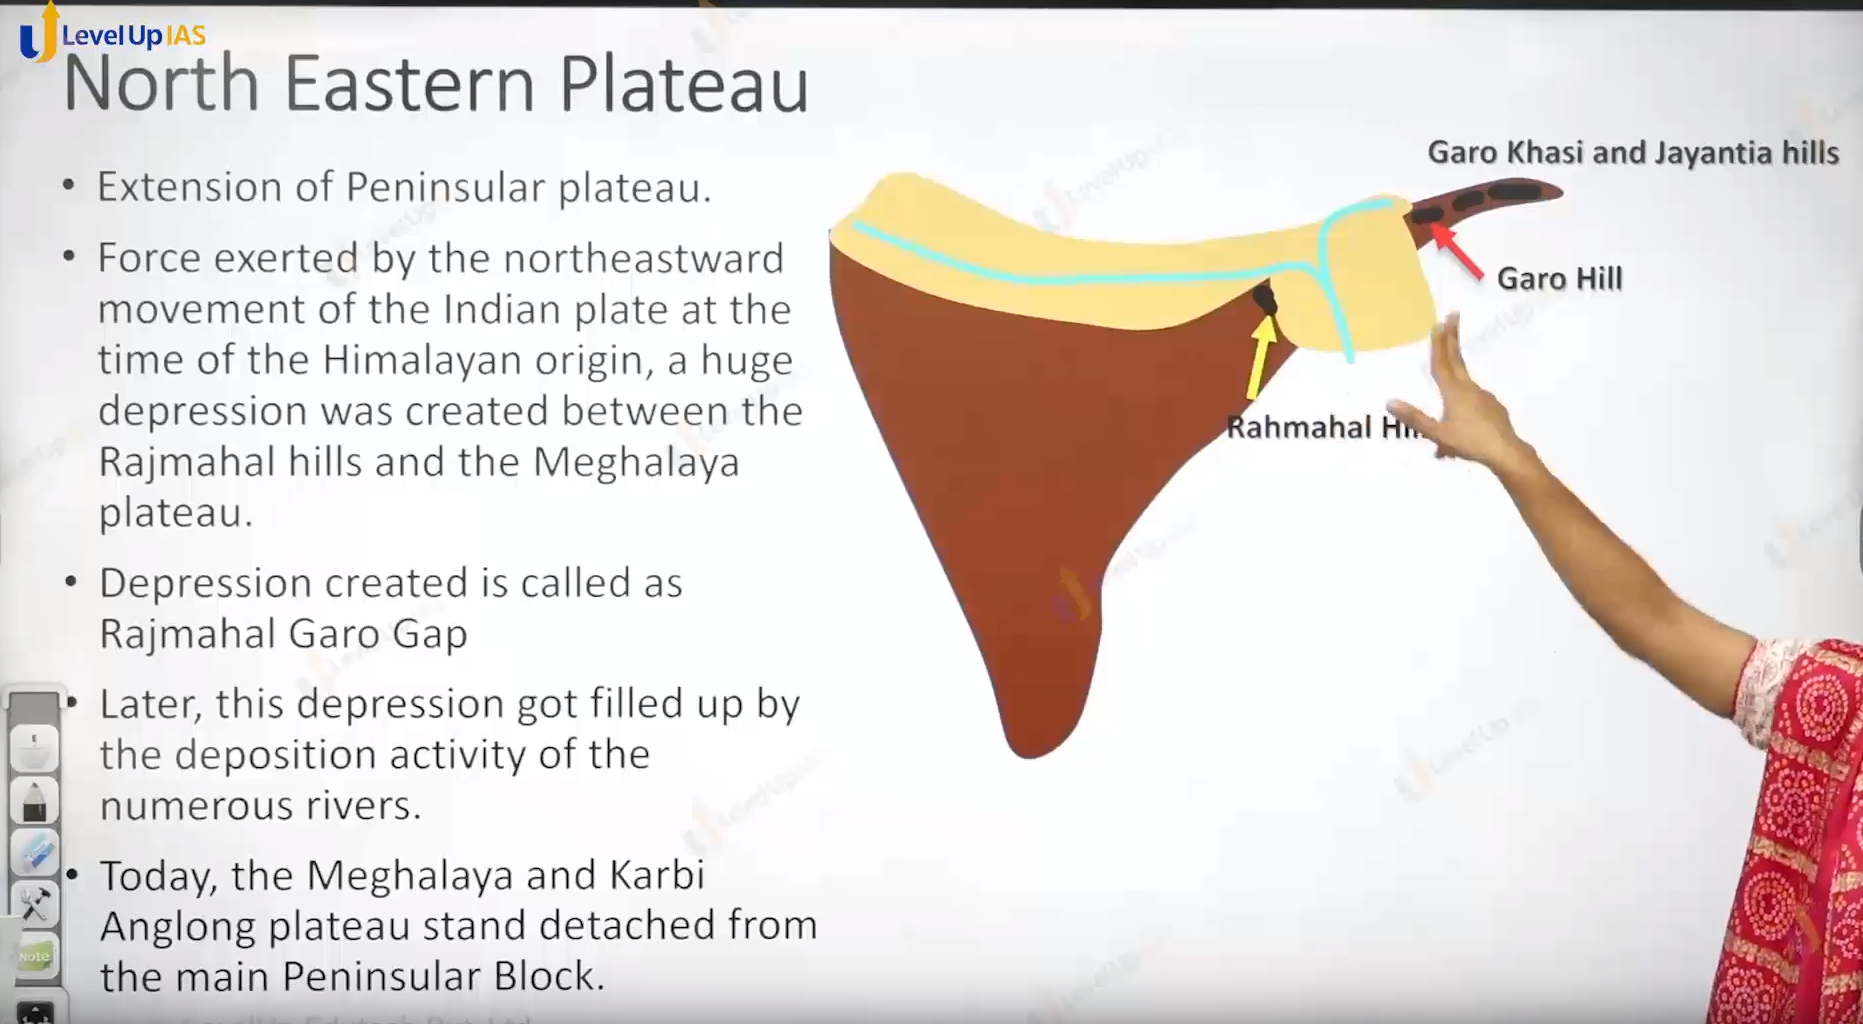 Level Up IAS
North Eastern Plateau
• Extension of Peninsular plateau.
• Force exerted by the northeastward
movement of the Indian plate at the
time of the Himalayan origin, a huge
depression was created between the
Rajmahal hills and the Meghalaya
plateau.
• Depression created is called as
Rajmahal Garo Gap
• Later, this depression got filled up by
the deposition activity of the
numerous rivers.
• Today, the Meghalaya and Karbi
Anglong plateau stand detached from
the main Peninsular Block.
Garo Khasi and Jayantia hills
Garo Hill
Rahmahal
Note